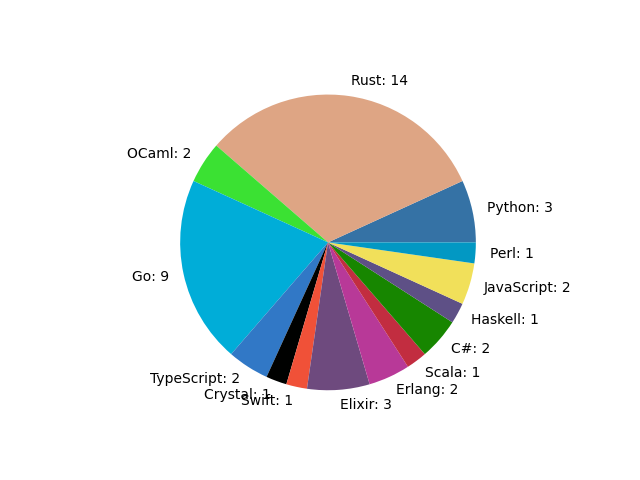 Rust: 14
OCaml: 2
Python: 3
Perl: 1
Go: 9
JavaScript: 2
Haskell: 1
C#: 2
Scala: 1
TypeScript: 2
Erlang: 2
Crystal: 1
Swift: 1
Elixir: 3